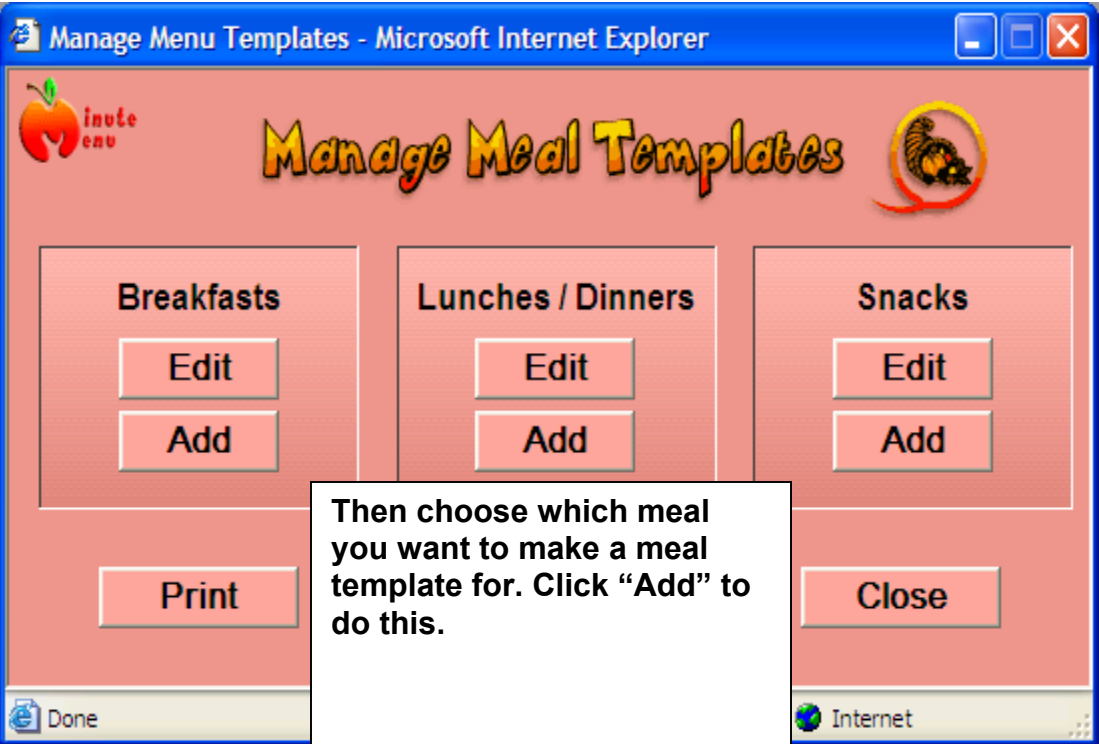 Manage Menu Templates - Microsoft Internet Explorer
inute
enu
Manage Meal Templates
Breakfasts
Edit
Add
Lunches / Dinners
Edit
Add
Snacks
Edit
Add
Then choose which meal
you want to make a meal
template for. Click “Add” to
do this.
Print
Close
Done
Internet